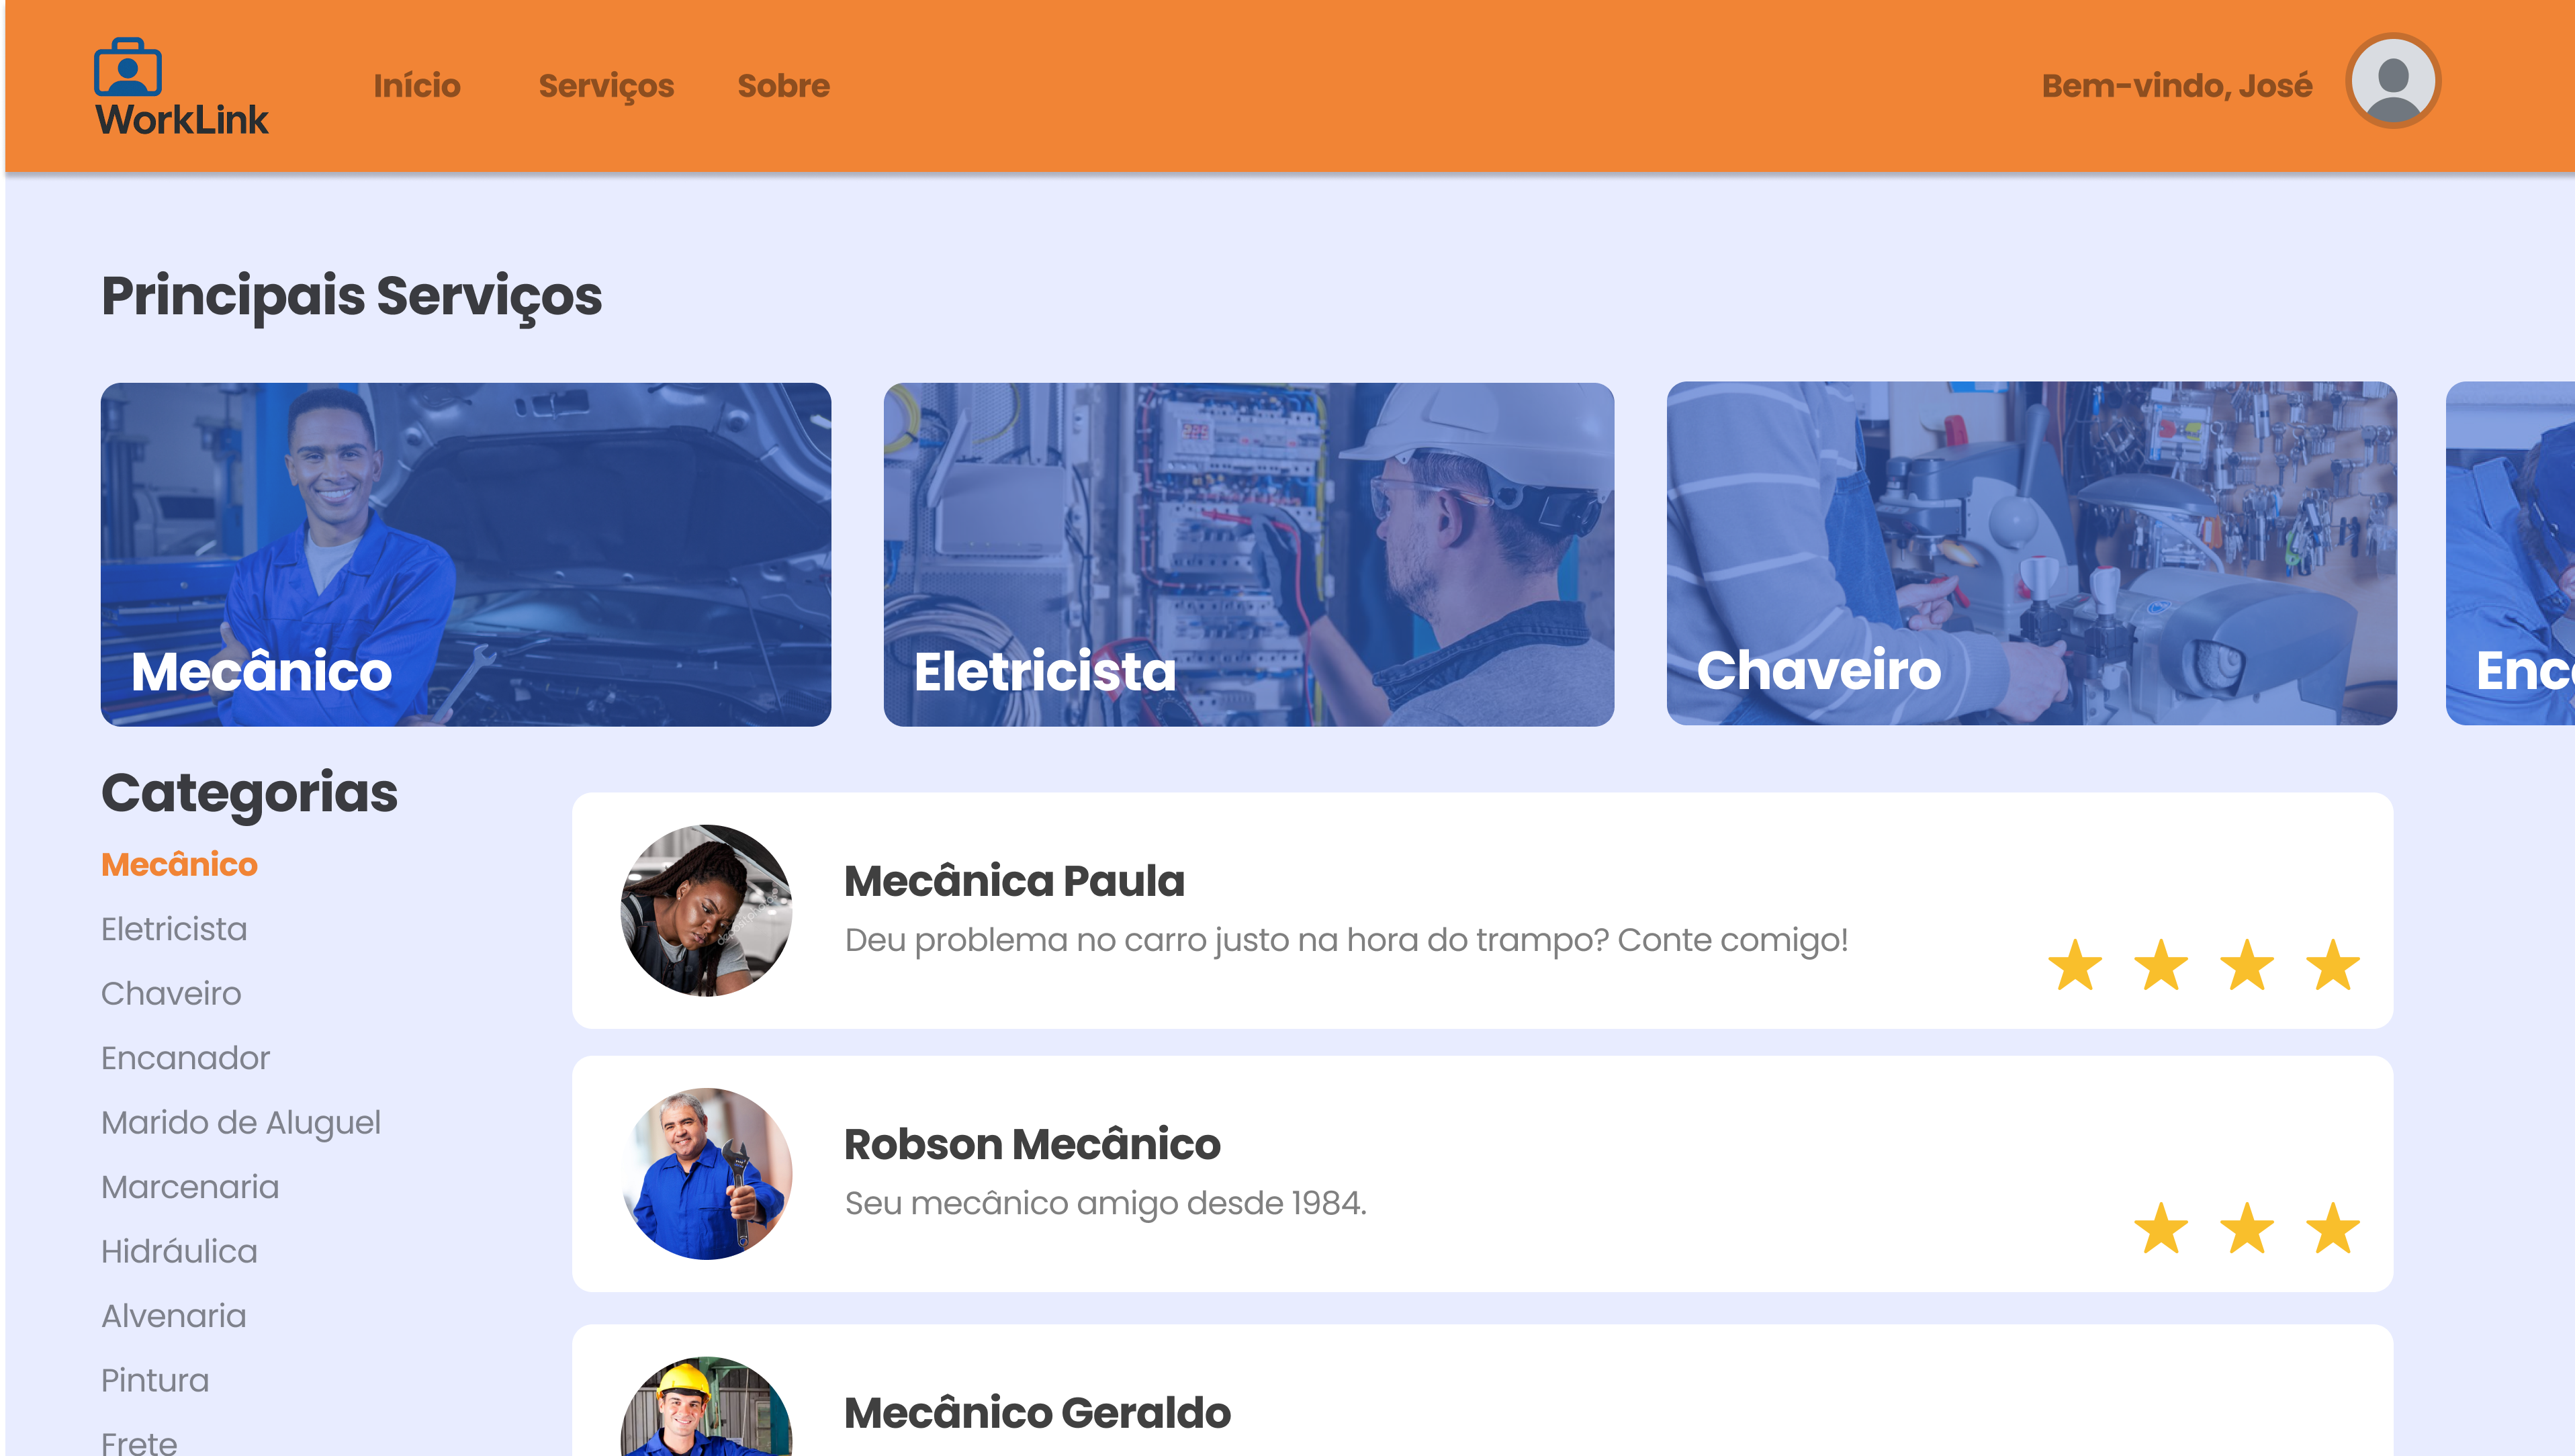 WorkLink
Início Serviços Sobre
Bem-vindo, José
Principais Serviços
Mecânico
Eletricista
Chaveiro
Categorias
Mecânico
Eletricista
Chaveiro
Encanador
Marido de Aluguel
Marcenaria
Hidráulica
Alvenaria
Pintura
Frete
Mecânica Paula
Deu problema no carro justo na hora do trampo? Conte comigo!
Robson Mecânico
Seu mecânico amigo desde 1984.
Mecânico Geraldo